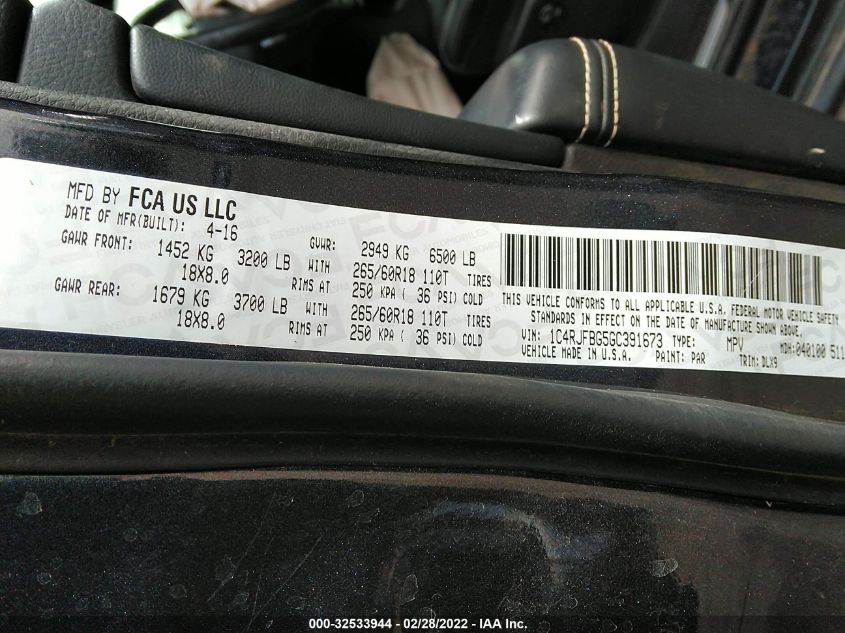 MFD BY FCA US LLC
DATE OF MFR(BUILT): 4-16
GAWR FRONT: 1452 KG 3200 LB WITH 265/60R18 110T TIRES
18X8.0 RIMS AT 250 KPA ( 36 PSI) COLD
GAWR REAR: 1679 KG 3700 LB WITH 265/60R18 110T TIRES
18X8.0 RIMS AT 250 KPA ( 36 PSI) COLD
GVWR: 2949 KG 6500 LB
THIS VEHICLE CONFORMS TO ALL APPLICABLE U.S.A. FEDERAL MOTOR VEHICLE SAFETY
STANDARDS IN EFFECT ON THE DATE OF MANUFACTURE SHOWN ABOVE.
VIN: 1C4RJFBG5GC391673 TYPE: MPV MDH: 040100 511
VEHICLE MADE IN U.S.A. PAINT: PAR TRIM: DLX9
000-32533944 - 02/28/2022 - IAA Inc.